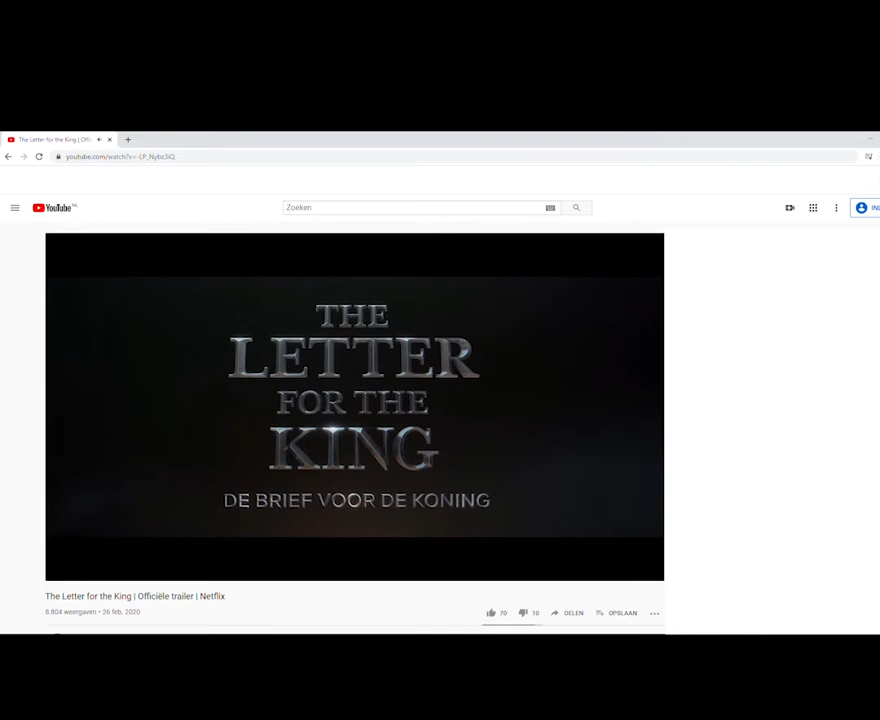 The Letter for the King | Offi
youtube.com/watch?v=-LP_Nybz3iQ
YouTube NL
Zoeken
THE
LETTER
FOR THE
KING
DE BRIEF VOOR DE KONING
The Letter for the King | Officiële trailer | Netflix
8.804 weergaven • 26 feb. 2020
70 10 DELEN OPSLAAN